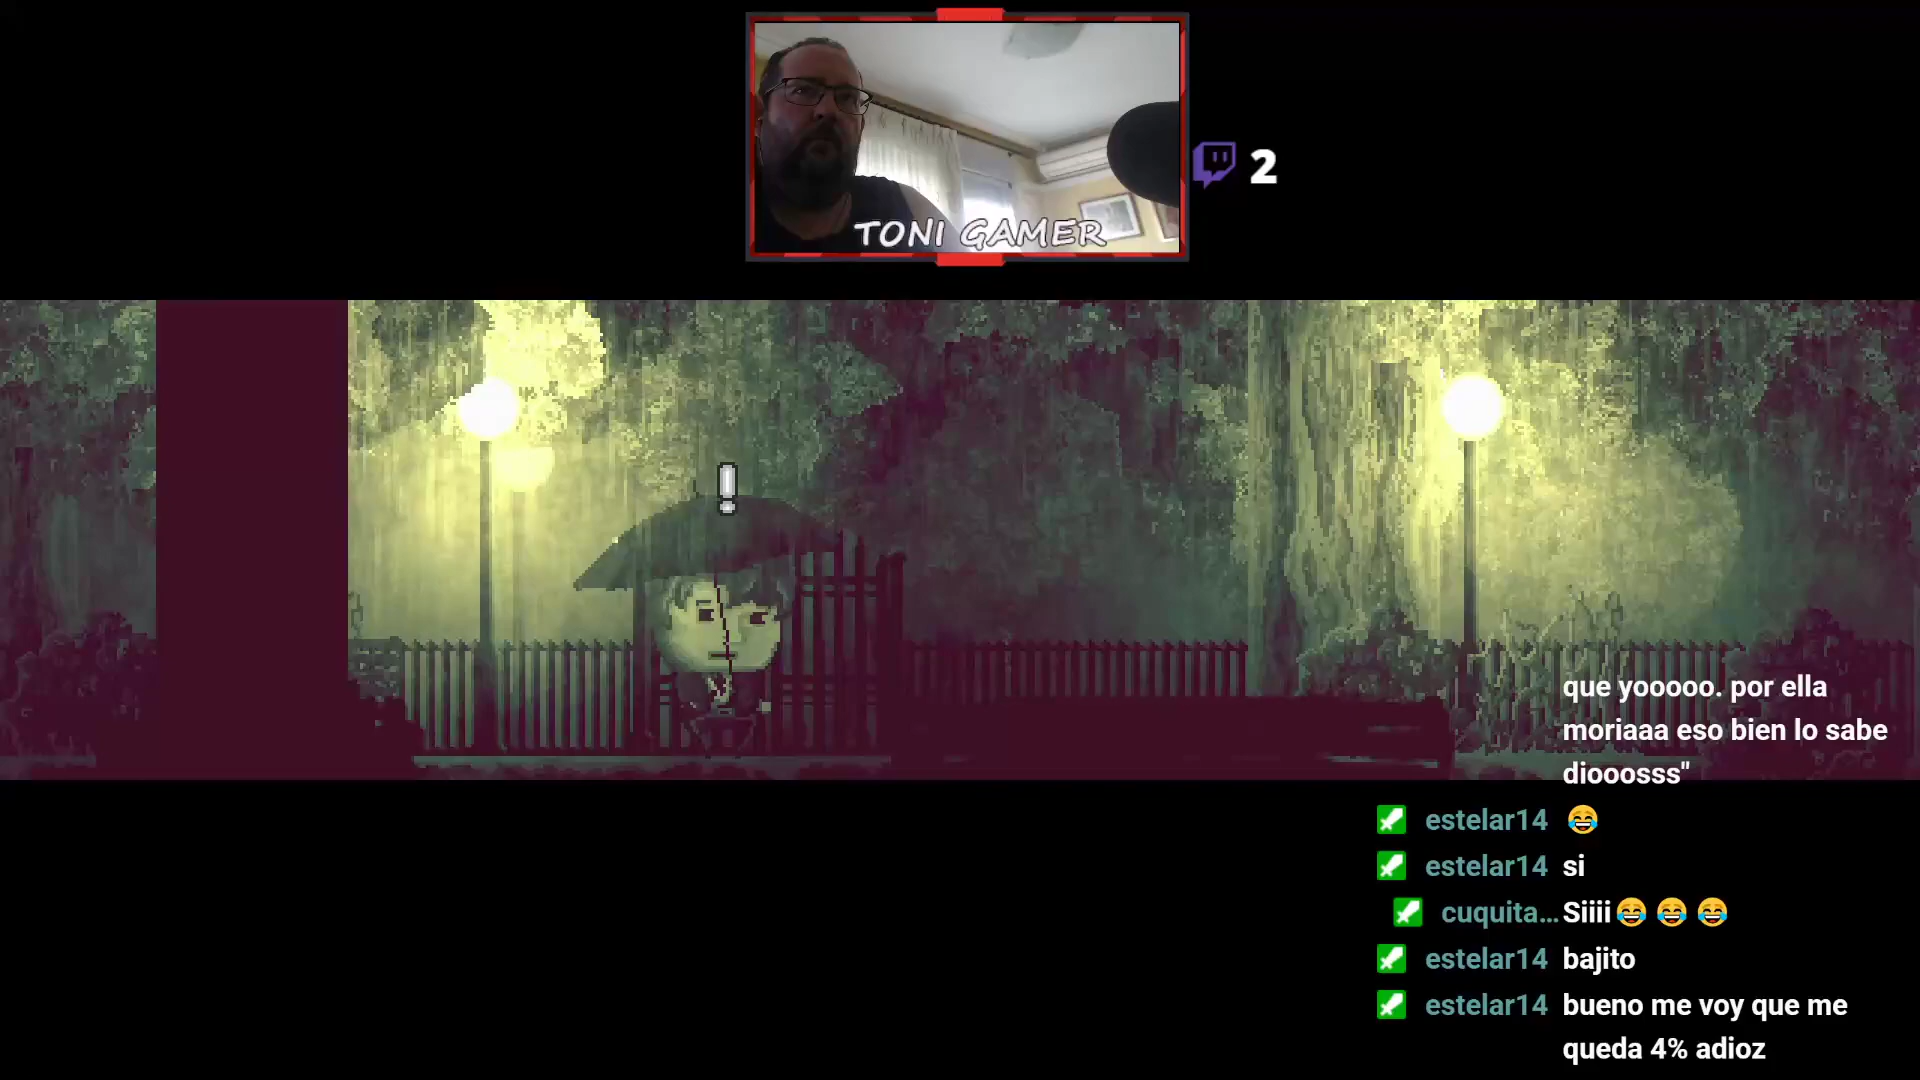 TONI GAMER
2
!
que yooooo. por ella
moriaaa eso bien lo sabe
diooosss"
estelar14 😂
estelar14 si
cuquita... Siiii 😂 😂 😂
estelar14 bajito
estelar14 bueno me voy que me
queda 4% adioz